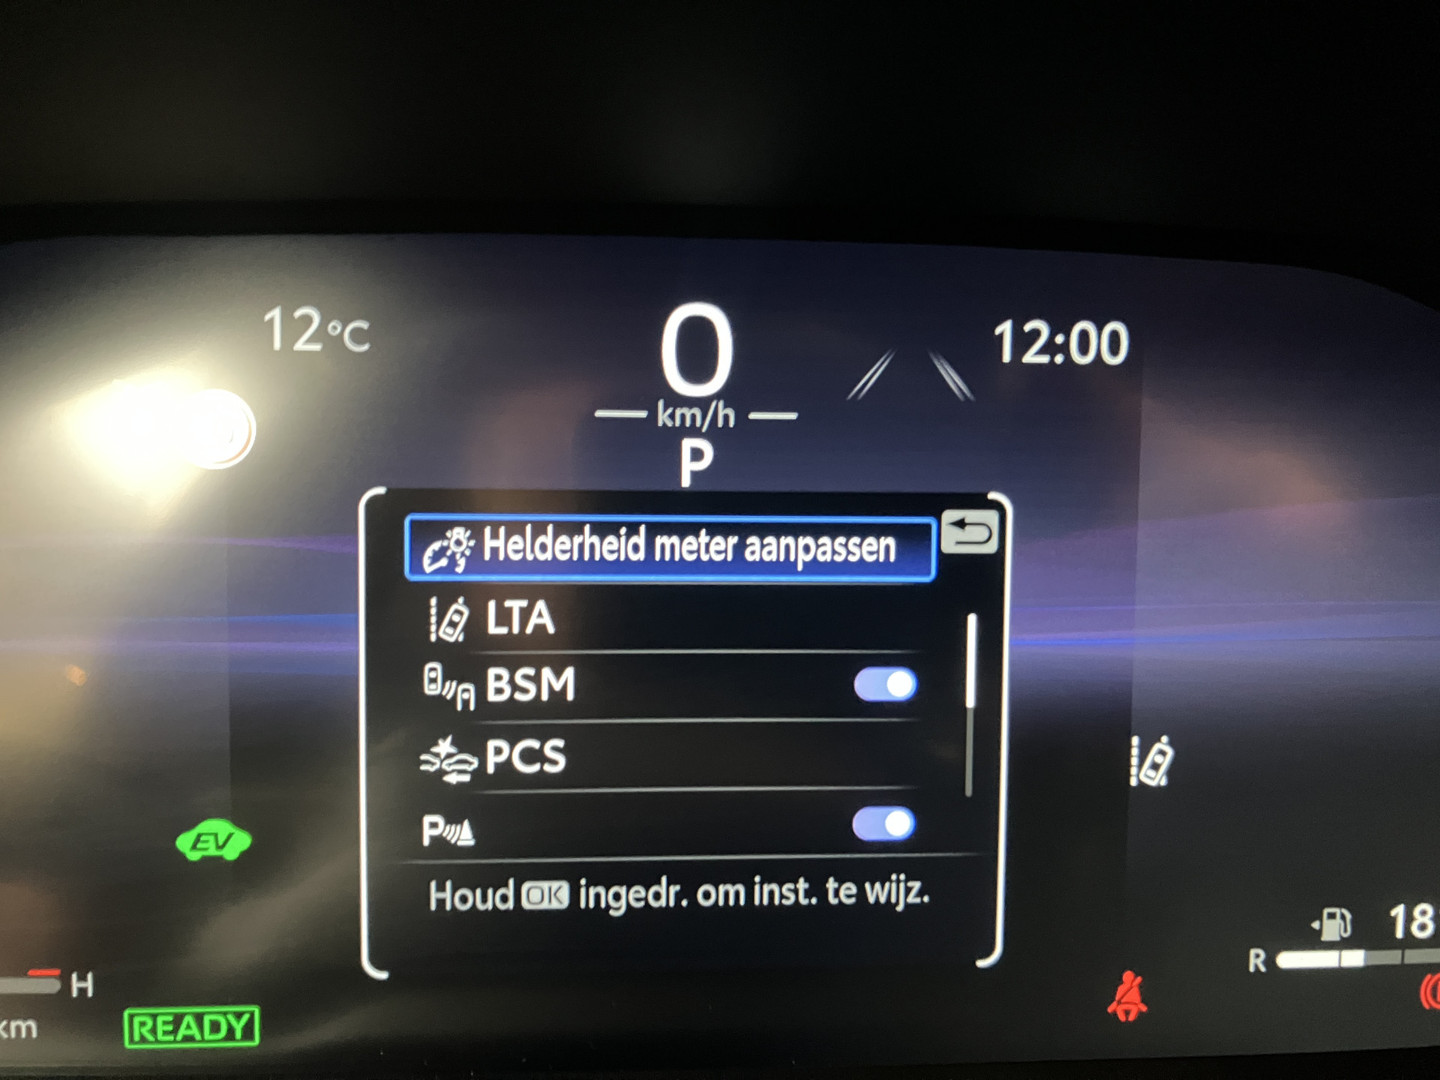 12°C
0
12:00
km/h
P
Helderheid meter aanpassen
LTA
BSM
PCS
P
EV
Houd OK ingedr. om inst. te wijz.
18
R
H
READY
km